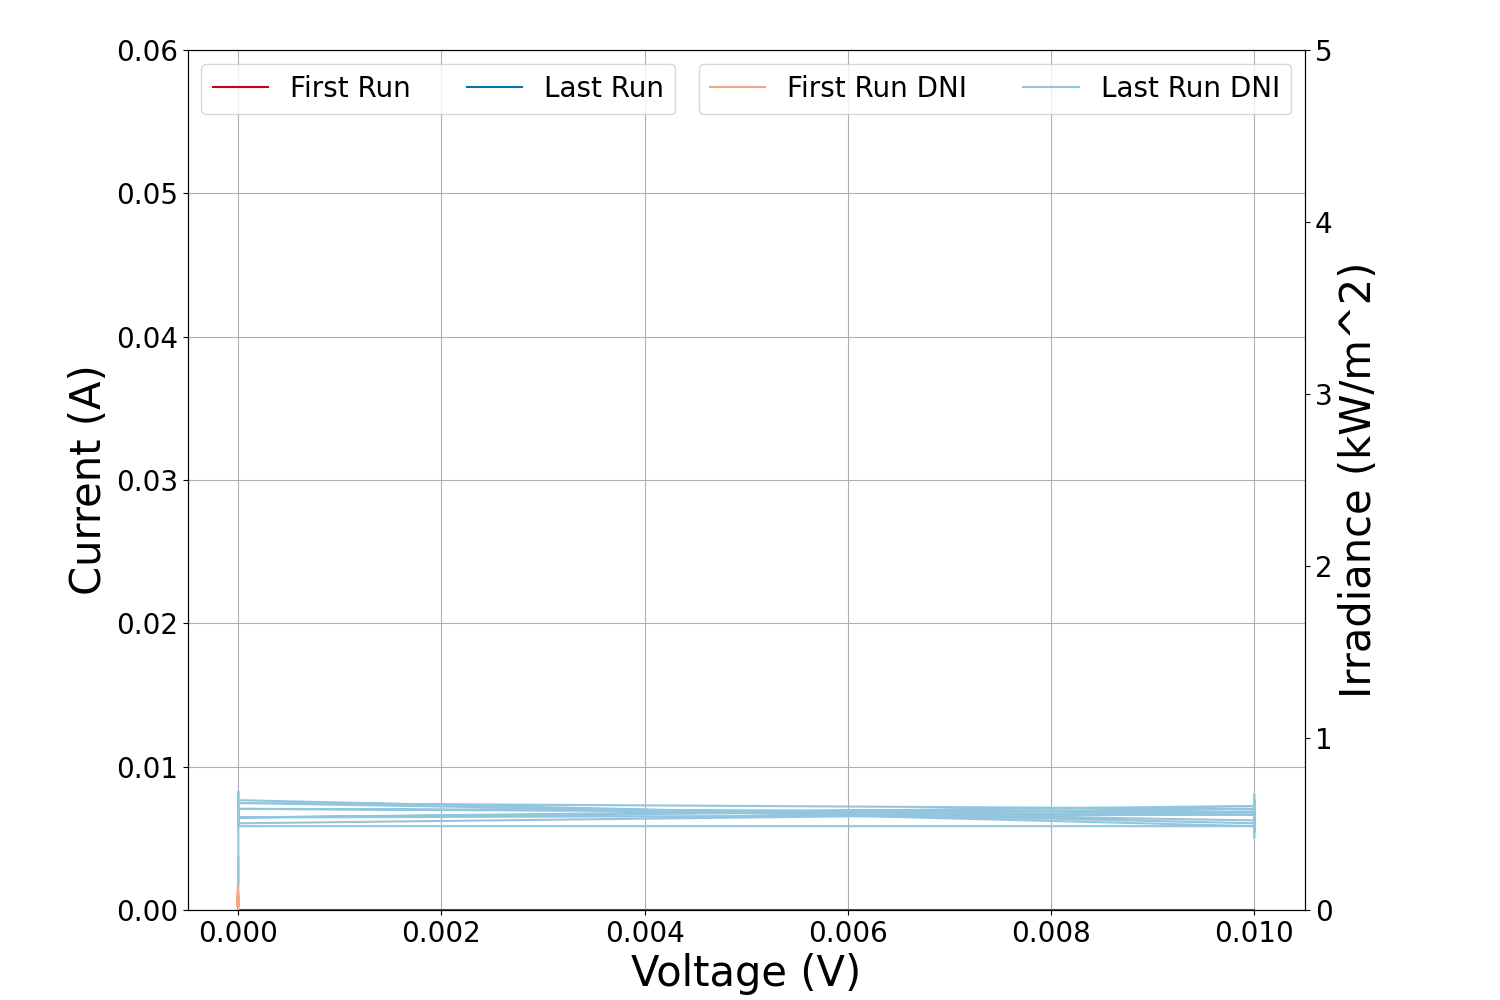 First Run
Last Run
First Run DNI
Last Run DNI
0.06
0.05
0.04
0.03
0.02
0.01
0.00
Current (A)
5
4
3
2
1
0
Irradiance (kW/m^2)
0.000 0.002 0.004 0.006 0.008 0.010
Voltage (V)